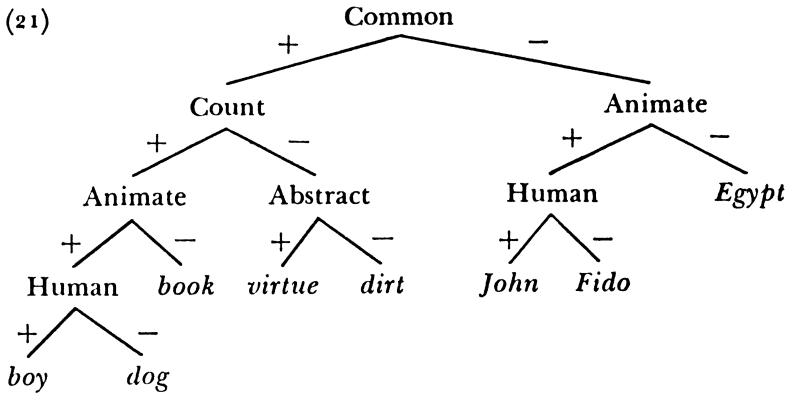 (21) Common
+ −
Count Animate
+ − + −
Animate Abstract Human Egypt
+ − + − + −
Human book virtue dirt John Fido
+ −
boy dog